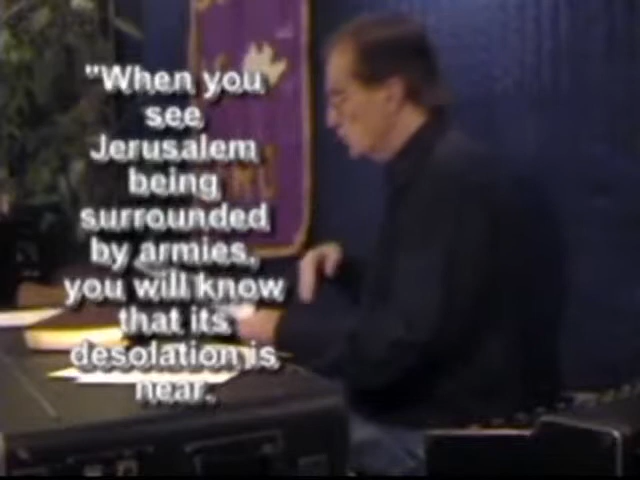 "When you
see
Jerusalem
being
surrounded
by armies,
you will know
that its
desolation is
near.